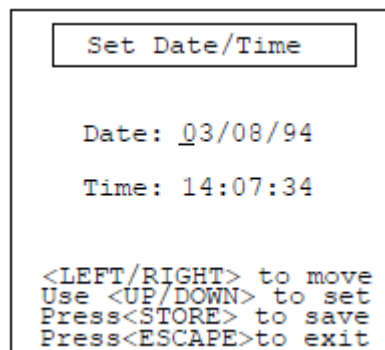 Set Date/Time
Date: 03/08/94
Time: 14:07:34
<LEFT/RIGHT> to move
Use <UP/DOWN> to set
Press<STORE> to save
Press<ESCAPE>to exit